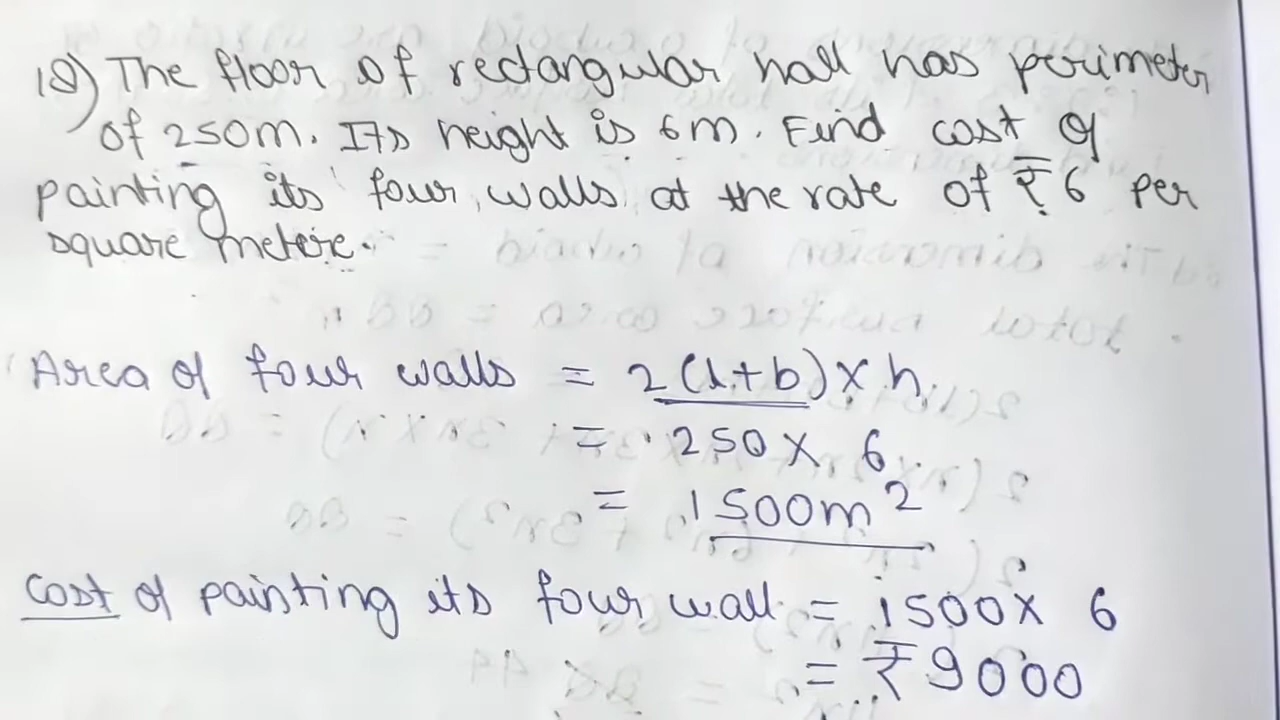 10) The floor of rectangular hall has perimeter
of 250m. Its height is 6m. Find cost of
painting its four walls at the rate of ₹6 per
square metere.
Area of four walls = 2(l+b)×h
= 250× 6
= 1500m2
Cost of painting its four wall = 1500× 6
= ₹9000